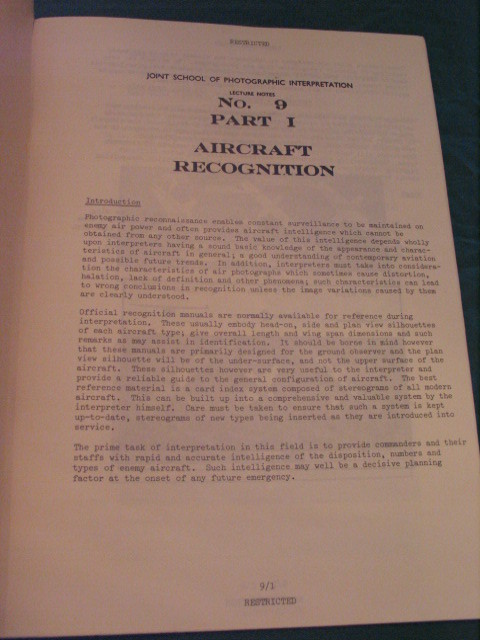 RESTRICTED
JOINT SCHOOL OF PHOTOGRAPHIC INTERPRETATION
LECTURE NOTES
No. 9
PART I
AIRCRAFT
RECOGNITION
Introduction
Photographic reconnaissance enables constant surveillance to be maintained on
enemy air power and often provides aircraft intelligence which cannot be
obtained from any other source. The value of this intelligence depends wholly
upon interpreters having a sound basic knowledge of the appearance and charac-
teristics of aircraft in general, a good understanding of contemporary aviation
and possible future trends. In addition, interpreters must take into considera-
tion the characteristics of air photographs which sometimes cause distortion,
halation, lack of definition and other phenomena; such characteristics can lead
to wrong conclusions in recognition unless the image variations caused by them
are clearly understood.
Official recognition manuals are normally available for reference during
interpretation. These usually embody head-on, side and plan view silhouettes
of each aircraft type, give overall length and wing span dimensions and such
remarks as may assist in identification. It should be borne in mind however
that these manuals are primarily designed for the ground observer and the plan
view silhouette will be of the under-surface, and not the upper surface of the
aircraft. These silhouettes however are very useful to the interpreter and
provide a reliable guide to the general configuration of aircraft. The best
reference material is a card index system composed of stereograms of all modern
aircraft. This can be built up into a comprehensive and valuable system by the
interpreter himself. Care must be taken to ensure that such a system is kept
up-to-date, stereograms of new types being inserted as they are introduced into
service.
The prime task of interpretation in this field is to provide commanders and their
staffs with rapid and accurate intelligence of the disposition, numbers and
types of enemy aircraft. Such intelligence may well be a decisive planning
factor at the onset of any future emergency.
9/1
RESTRICTED